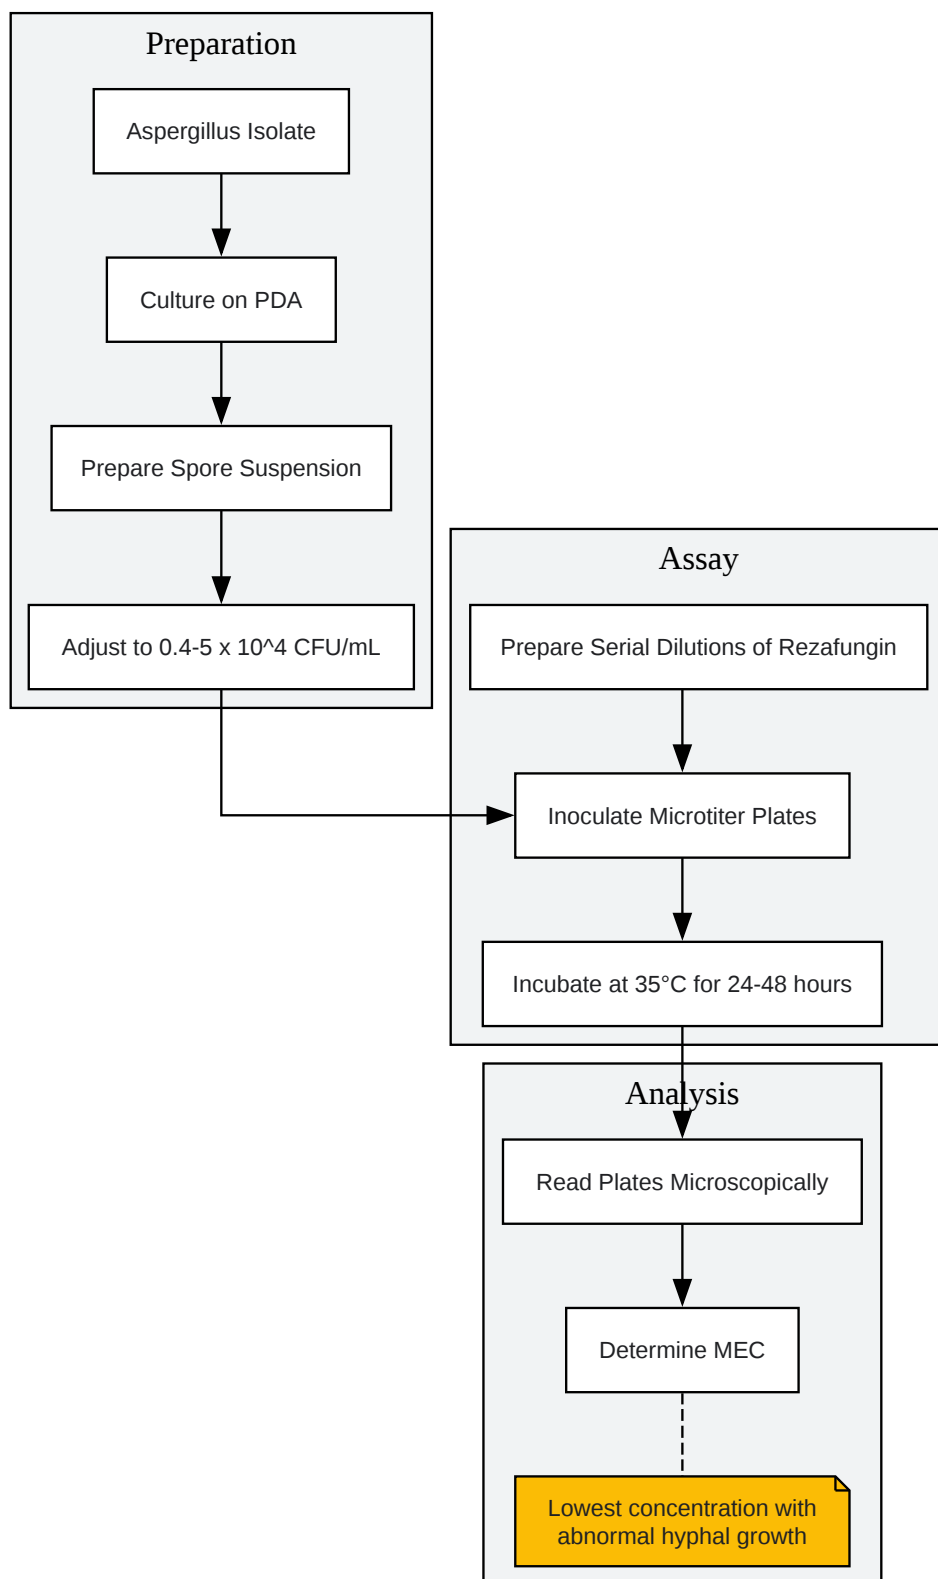 Preparation
Aspergillus Isolate
Culture on PDA
Prepare Spore Suspension
Adjust to 0.4-5 x 10^4 CFU/mL
Assay
Prepare Serial Dilutions of Rezafungin
Inoculate Microtiter Plates
Incubate at 35°C for 24-48 hours
Analysis
Read Plates Microscopically
Determine MEC
Lowest concentration with
abnormal hyphal growth